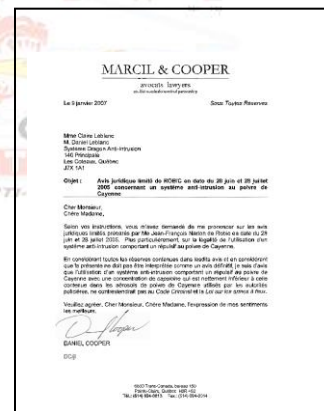 MARCIL & COOPER
avocats lawyers
Le 9 janvier 2007 Sous Toutes Réserves
Mme Claire Leblanc
M. Daniel Leblanc
Système Dragon Anti-intrusion
146 Principale
Les Coteaux, Québec
J7X 1A1
Objet : Avis juridique limité de ROBIC en date du 28 juin et 28 juillet
2005 concernant un système anti-intrusion au poivre de
Cayenne
Cher Monsieur,
Chère Madame,
Selon vos instructions, vous m'avez demandé de me prononcer sur les avis
juridiques limités préparés par Me Jean-François Nadon de Robic en date du 28
juin et 28 juillet 2005. Plus particulièrement, sur la légalité de l'utilisation d'un
système anti-intrusion comportant un répulsif au poivre de Cayenne.
En considérant toutes les réserves contenues dans lesdits avis et en considérant
que la présente ne doit pas être interprétée comme un avis définitif, je suis d'avis
que l'utilisation d'un système anti-intrusion comportant un répulsif au poivre de
Cayenne avec une concentration de capsaicine qui est nettement inférieure à celle
contenue dans les aérosols de poivre de Cayenne utilisés par les autorités
policières, ne contreviendrait pas au Code Criminel et la Loi sur les armes à feux.
Veuillez agréer, Cher Monsieur, Chère Madame, l'expression de mes sentiments
les meilleurs.
DANIEL COOPER
DC/jl